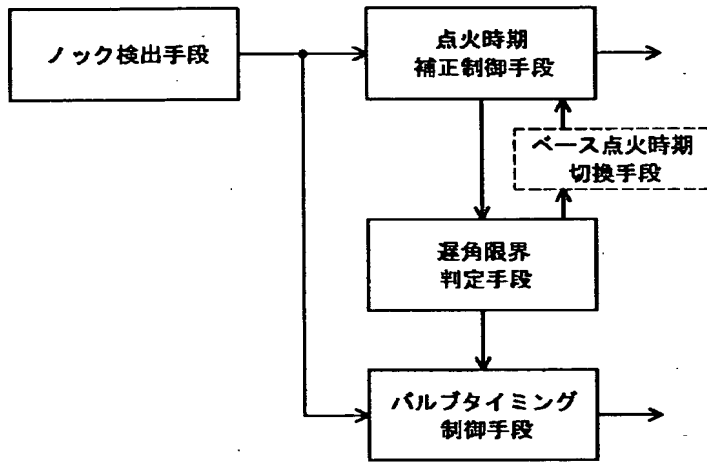 ノック検出手段
点火時期
補正制御手段
ベース点火時期
切換手段
遅角限界
判定手段
バルブタイミング
制御手段